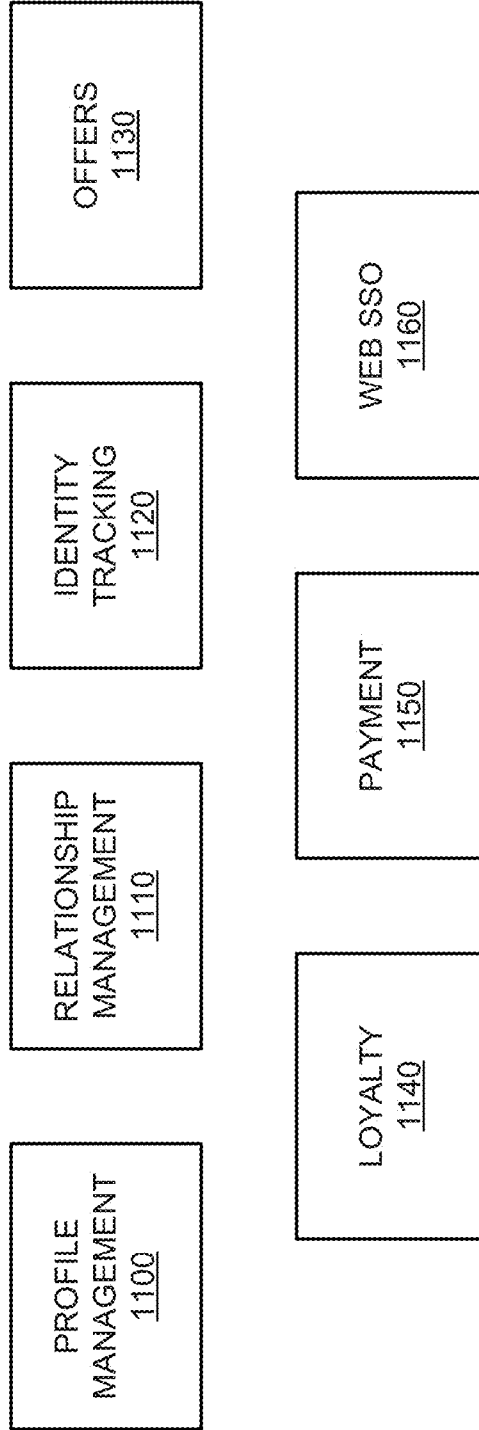 PROFILE
MANAGEMENT
1100
RELATIONSHIP
MANAGEMENT
1110
IDENTITY
TRACKING
1120
OFFERS
1130
LOYALTY
1140
PAYMENT
1150
WEB SSO
1160